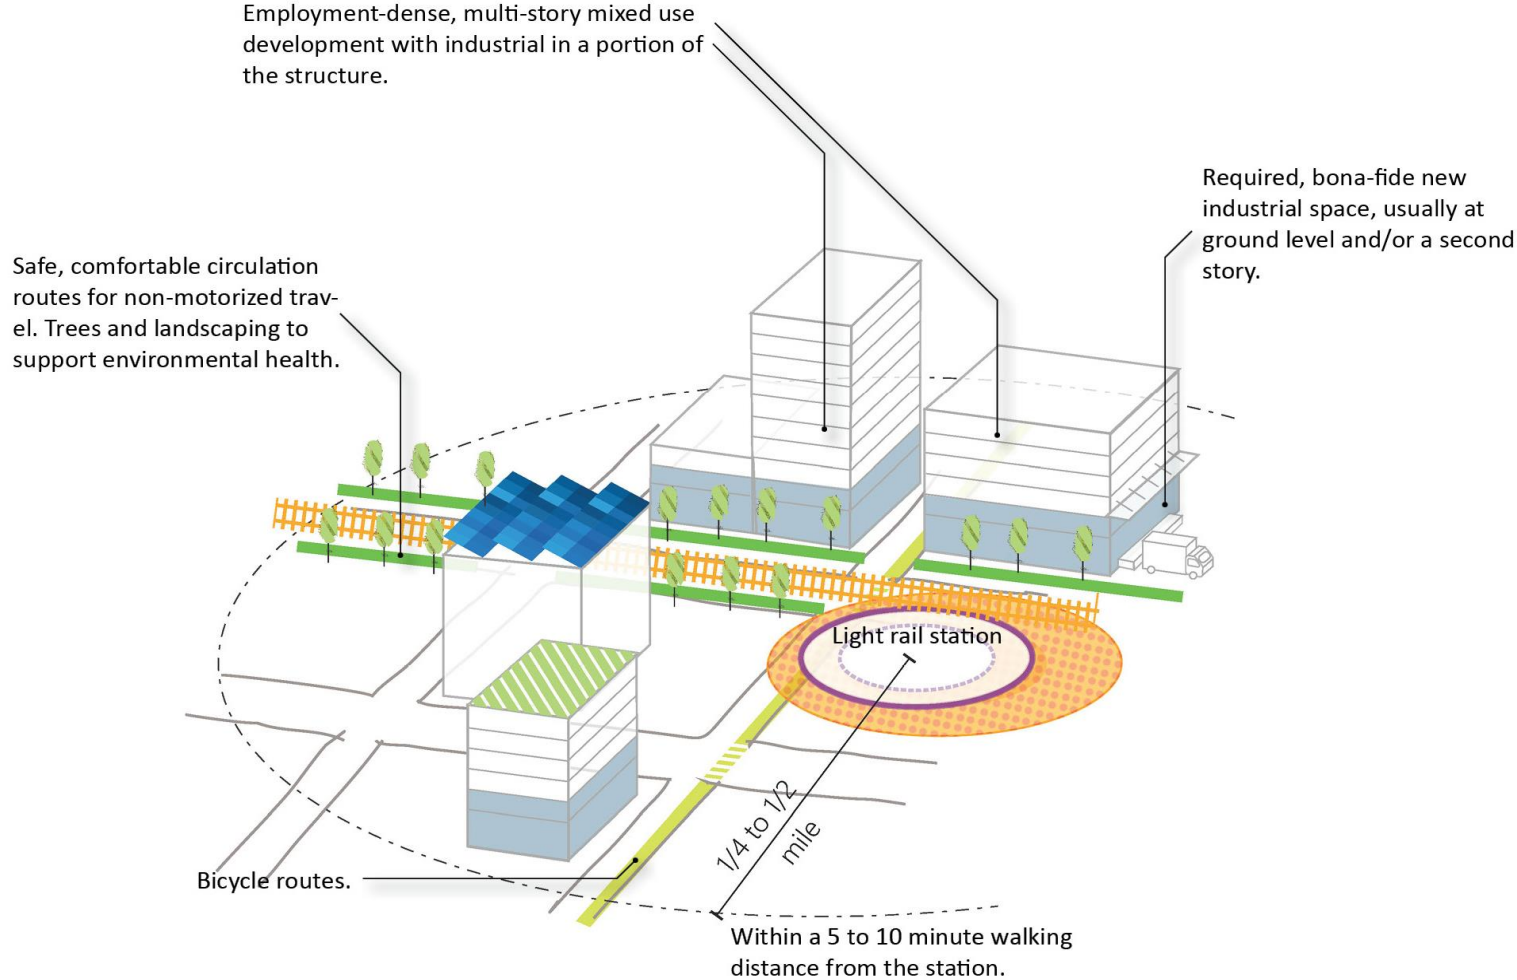 Employment-dense, multi-story mixed use
development with industrial in a portion of
the structure.
Required, bona-fide new
industrial space, usually at
ground level and/or a second
story.
Safe, comfortable circulation
routes for non-motorized trav-
el. Trees and landscaping to
support environmental health.
Light rail station
1/4 to 1/2
mile
Bicycle routes.
Within a 5 to 10 minute walking
distance from the station.